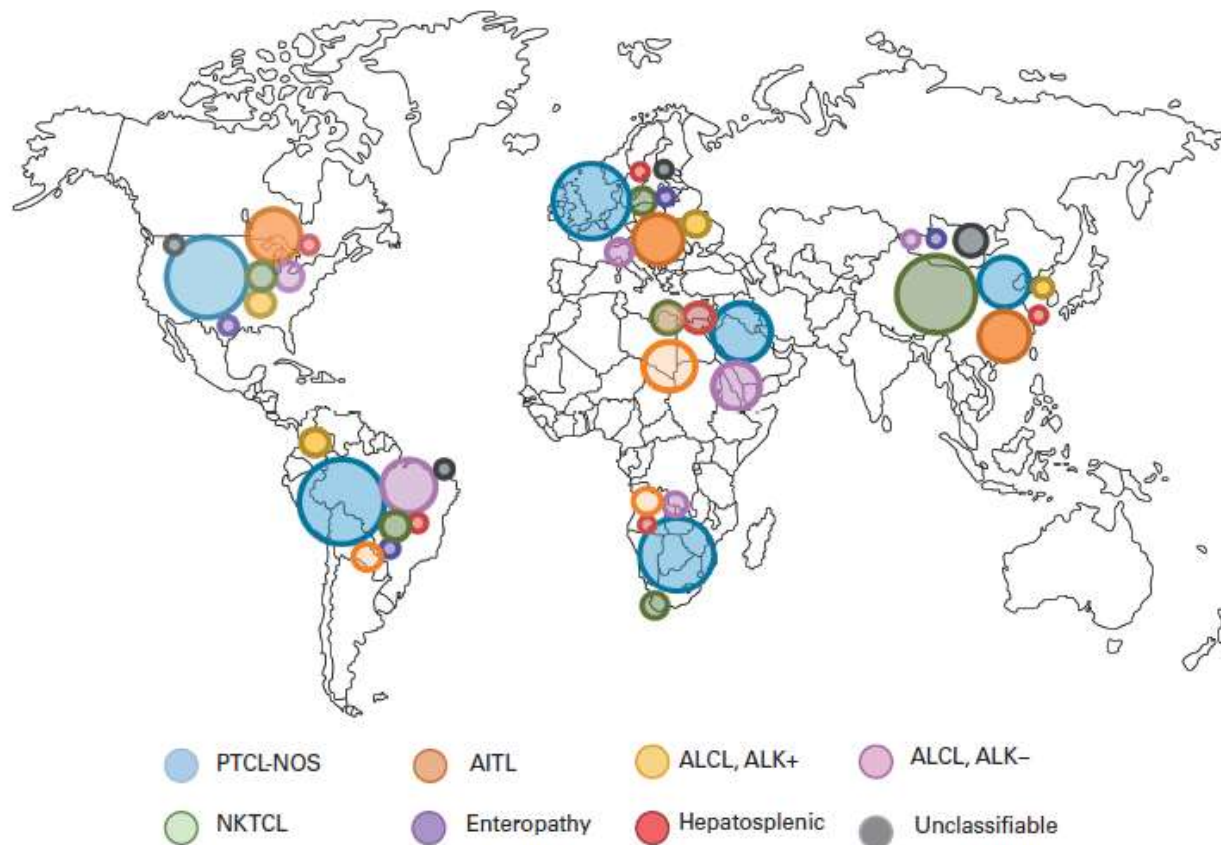 PTCL-NOS AITL ALCL, ALK+ ALCL, ALK–
NKTCL Enteropathy Hepatosplenic Unclassifiable